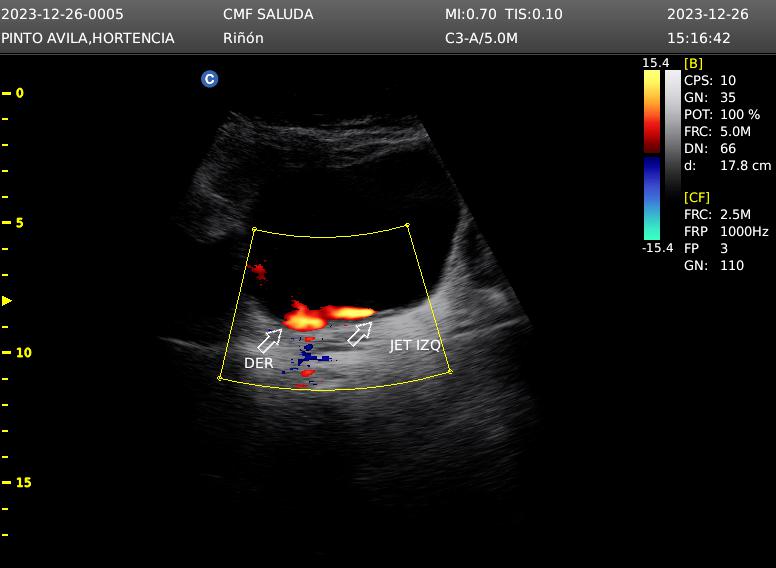 2023-12-26-0005 CMF SALUDA MI:0.70 TIS:0.10 2023-12-26
PINTO AVILA,HORTENCIA Riñón C3-A/5.0M 15:16:42
C
15.4 [B]
CPS: 10
GN: 35
POT: 100 %
FRC: 5.0M
DN: 66
d: 17.8 cm
[CF]
FRC: 2.5M
FRP 1000Hz
-15.4 FP 3
GN: 110
0
5
10
15
DER
JET IZQ